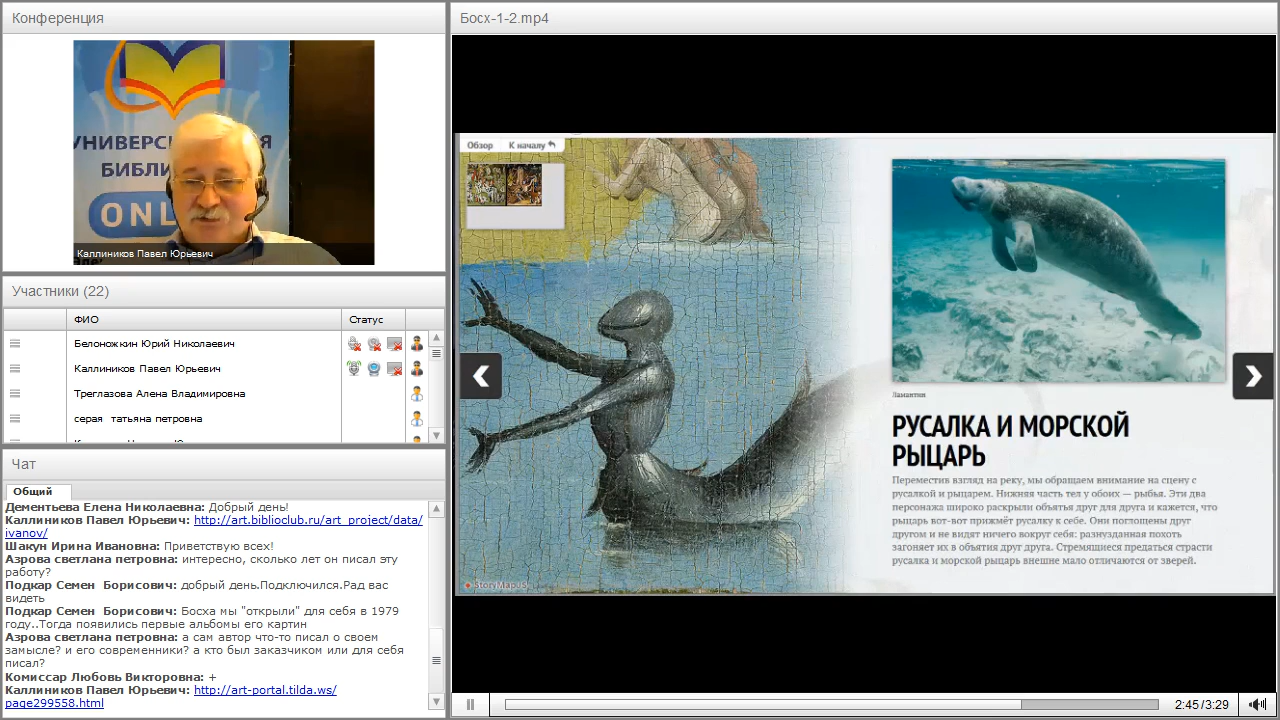 Конференция
УНИВЕРС
АЯ
БИБЛИ
ONL
Каллиников Павел Юрьевич
Участники (22)
ФИО
Статус
Белоножкин Юрий Николаевич
Каллиников Павел Юрьевич
Треглазова Алена Владимировна
серая татьяна петровна
Чат
Общий
Дементьева Елена Николаевна: Добрый день!
Каллиников Павел Юрьевич: http://art.biblioclub.ru/art_project/data/
ivanov/
Шакун Ирина Ивановна: Приветствую всех!
Азрова светлана петровна: интересно, сколько лет он писал эту
работу?
Подкар Семен Борисович: добрый день.Подключился.Рад вас
видеть
Подкар Семен Борисович: Босха мы "открыли" для себя в 1979
году..Тогда появились первые альбомы его картин
Азрова светлана петровна: а сам автор что-то писал о своем
замысле? и его современники? а кто был заказчиком или для себя
писал?
Комиссар Любовь Викторовна: +
Каллиников Павел Юрьевич: http://art-portal.tilda.ws/
page299558.html
Босх-1-2.mp4
Обзор
К началу
StoryMapJS
Ламантин
РУСАЛКА И МОРСКОЙ
РЫЦАРЬ
Переместив взгляд на реку, мы обращаем внимание на сцену с
русалкой и рыцарем. Нижняя часть тел у обоих — рыбья. Эти два
персонажа широко раскрыли объятья друг для друга и кажется, что
рыцарь вот-вот прижмёт русалку к себе. Они поглощены друг
другом и не видят ничего вокруг себя: разнузданная похоть
загоняет их в объятия друг друга. Стремящиеся предаться страсти
русалка и морской рыцарь внешне мало отличаются от зверей.
2:45/3:29